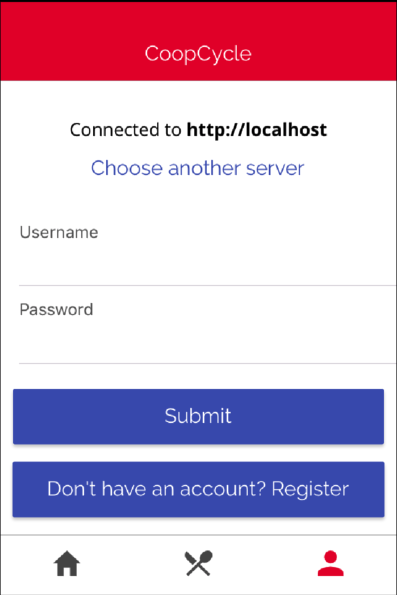 CoopCycle
Connected to http://localhost
Choose another server
Username
Password
Submit
Don't have an account? Register